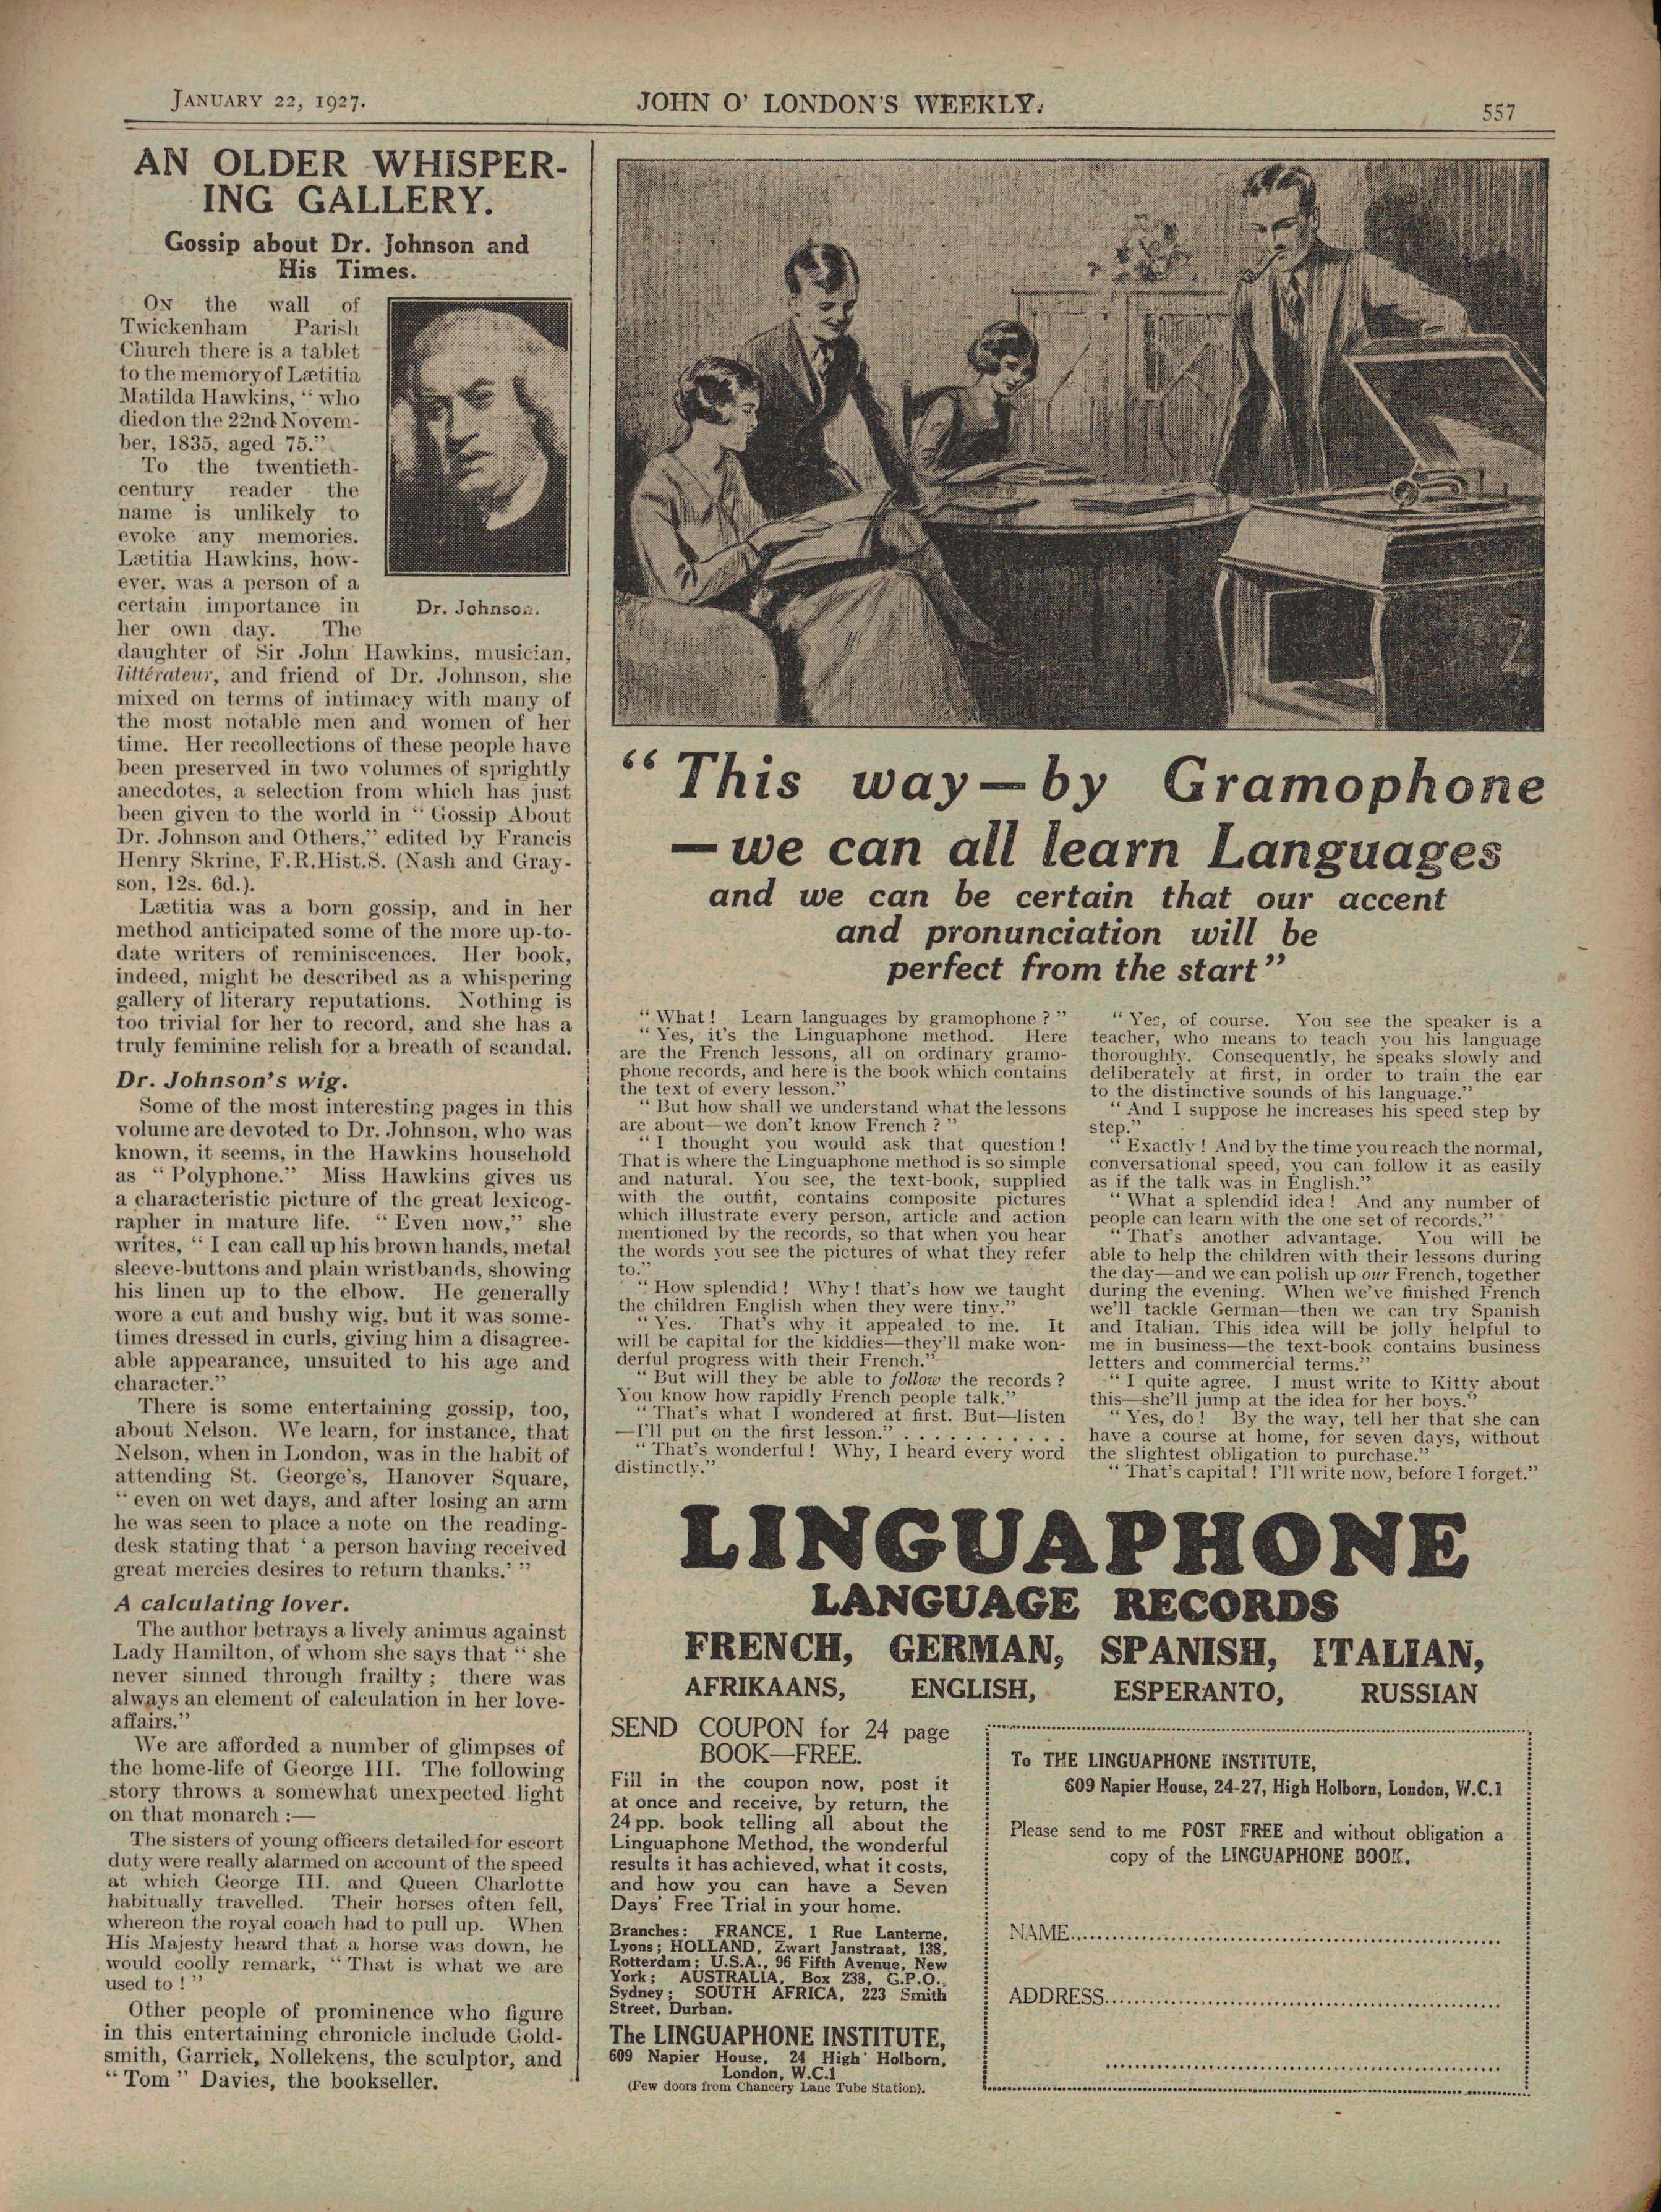 JANUARY 22, 1927.
JOHN O' LONDON'S WEEKLY.
557
AN OLDER WHISPER-
ING GALLERY.
Gossip about Dr. Johnson and
His Times.
ON the wall of
Twickenham Parish
Church there is a tablet
to the memory of Lætitia
Matilda Hawkins, “ who
died on the 22nd Novem-
ber, 1835, aged 75.”
To the twentieth-
century reader the
name is unlikely to
evoke any memories.
Lætitia Hawkins, how-
ever, was a person of a
certain importance in
her own day. The
Dr. Johnson.
daughter of Sir John Hawkins, musician,
littérateur, and friend of Dr. Johnson, she
mixed on terms of intimacy with many of
the most notable men and women of her
time. Her recollections of these people have
been preserved in two volumes of sprightly
anecdotes, a selection from which has just
been given to the world in “ Gossip About
Dr. Johnson and Others,” edited by Francis
Henry Skrine, F.R.Hist.S. (Nash and Gray-
son, 12s. 6d.).
Lætitia was a born gossip, and in her
method anticipated some of the more up-to-
date writers of reminiscences. Her book,
indeed, might be described as a whispering
gallery of literary reputations. Nothing is
too trivial for her to record, and she has a
truly feminine relish for a breath of scandal.
Dr. Johnson's wig.
Some of the most interesting pages in this
volume are devoted to Dr. Johnson, who was
known, it seems, in the Hawkins household
as “ Polyphone.” Miss Hawkins gives us
a characteristic picture of the great lexicog-
rapher in mature life. “ Even now,” she
writes, “ I can call up his brown hands, metal
sleeve-buttons and plain wristbands, showing
his linen up to the elbow. He generally
wore a cut and bushy wig, but it was some-
times dressed in curls, giving him a disagree-
able appearance, unsuited to his age and
character.”
There is some entertaining gossip, too,
about Nelson. We learn, for instance, that
Nelson, when in London, was in the habit of
attending St. George's, Hanover Square,
“ even on wet days, and after losing an arm
he was seen to place a note on the reading-
desk stating that ‘ a person having received
great mercies desires to return thanks.’ ”
A calculating lover.
The author betrays a lively animus against
Lady Hamilton, of whom she says that “ she
never sinned through frailty ; there was
always an element of calculation in her love-
affairs.”
We are afforded a number of glimpses of
the home-life of George III. The following
story throws a somewhat unexpected light
on that monarch :—
The sisters of young officers detailed for escort
duty were really alarmed on account of the speed
at which George III. and Queen Charlotte
habitually travelled. Their horses often fell,
whereon the royal coach had to pull up. When
His Majesty heard that a horse was down, he
would coolly remark, “ That is what we are
used to ! ”
Other people of prominence who figure
in this entertaining chronicle include Gold-
smith, Garrick, Nollekens, the sculptor, and
“ Tom ” Davies, the bookseller.
“ This way—by Gramophone
—we can all learn Languages
and we can be certain that our accent
and pronunciation will be
perfect from the start”
“ What ! Learn languages by gramophone ? ”
“ Yes, it's the Linguaphone method. Here
are the French lessons, all on ordinary gramo-
phone records, and here is the book which contains
the text of every lesson.”
“ But how shall we understand what the lessons
are about—we don't know French ? ”
“ I thought you would ask that question !
That is where the Linguaphone method is so simple
and natural. You see, the text-book, supplied
with the outfit, contains composite pictures
which illustrate every person, article and action
mentioned by the records, so that when you hear
the words you see the pictures of what they refer
to.”
“ How splendid ! Why ! that's how we taught
the children English when they were tiny.”
“ Yes. That's why it appealed to me. It
will be capital for the kiddies—they'll make won-
derful progress with their French.”
“ But will they be able to follow the records ?
You know how rapidly French people talk.”
“ That's what I wondered at first. But—listen
—I'll put on the first lesson.” . . . . . . . . . . .
“ That's wonderful ! Why, I heard every word
distinctly.”
“ Yes, of course. You see the speaker is a
teacher, who means to teach you his language
thoroughly. Consequently, he speaks slowly and
deliberately at first, in order to train the ear
to the distinctive sounds of his language.”
“ And I suppose he increases his speed step by
step.”
“ Exactly ! And by the time you reach the normal,
conversational speed, you can follow it as easily
as if the talk was in English.”
“ What a splendid idea ! And any number of
people can learn with the one set of records.”
“ That's another advantage. You will be
able to help the children with their lessons during
the day—and we can polish up our French, together
during the evening. When we've finished French
we'll tackle German—then we can try Spanish
and Italian. This idea will be jolly helpful to
me in business—the text-book contains business
letters and commercial terms.”
“ I quite agree. I must write to Kitty about
this—she'll jump at the idea for her boys.”
“ Yes, do ! By the way, tell her that she can
have a course at home, for seven days, without
the slightest obligation to purchase.”
“ That's capital ! I'll write now, before I forget.”
LINGUAPHONE
LANGUAGE RECORDS
FRENCH, GERMAN, SPANISH, ITALIAN,
AFRIKAANS, ENGLISH, ESPERANTO, RUSSIAN
SEND COUPON for 24 page
BOOK—FREE.
Fill in the coupon now, post it
at once and receive, by return, the
24 pp. book telling all about the
Linguaphone Method, the wonderful
results it has achieved, what it costs,
and how you can have a Seven
Days' Free Trial in your home.
Branches: FRANCE, 1 Rue Lanterne,
Lyons; HOLLAND, Zwart Janstraat, 138,
Rotterdam; U.S.A., 96 Fifth Avenue, New
York; AUSTRALIA, Box 238, G.P.O.,
Sydney; SOUTH AFRICA, 223 Smith
Street, Durban.
The LINGUAPHONE INSTITUTE,
609 Napier House, 24 High Holborn,
London, W.C.1
(Few doors from Chancery Lane Tube Station).
To THE LINGUAPHONE INSTITUTE,
609 Napier House, 24-27, High Holborn, London, W.C.1
Please send to me POST FREE and without obligation a
copy of the LINGUAPHONE BOOK.
NAME
ADDRESS